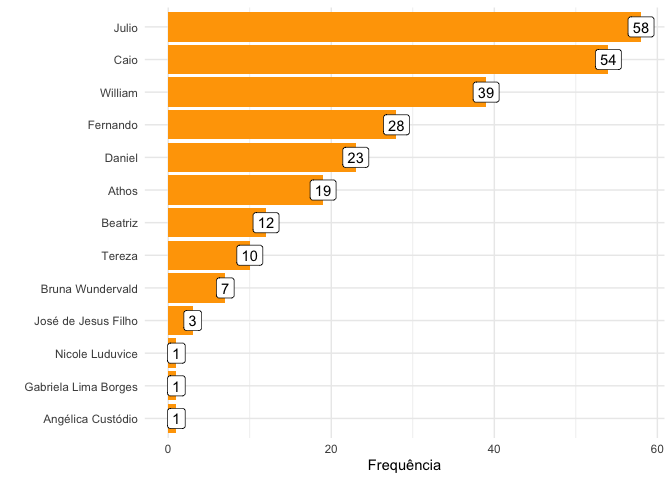 Julio 58
Caio 54
William 39
Fernando 28
Daniel 23
Athos 19
Beatriz 12
Tereza 10
Bruna Wundervald 7
José de Jesus Filho 3
Nicole Luduvice 1
Gabriela Lima Borges 1
Angélica Custódio 1
0 20 40 60
Frequência